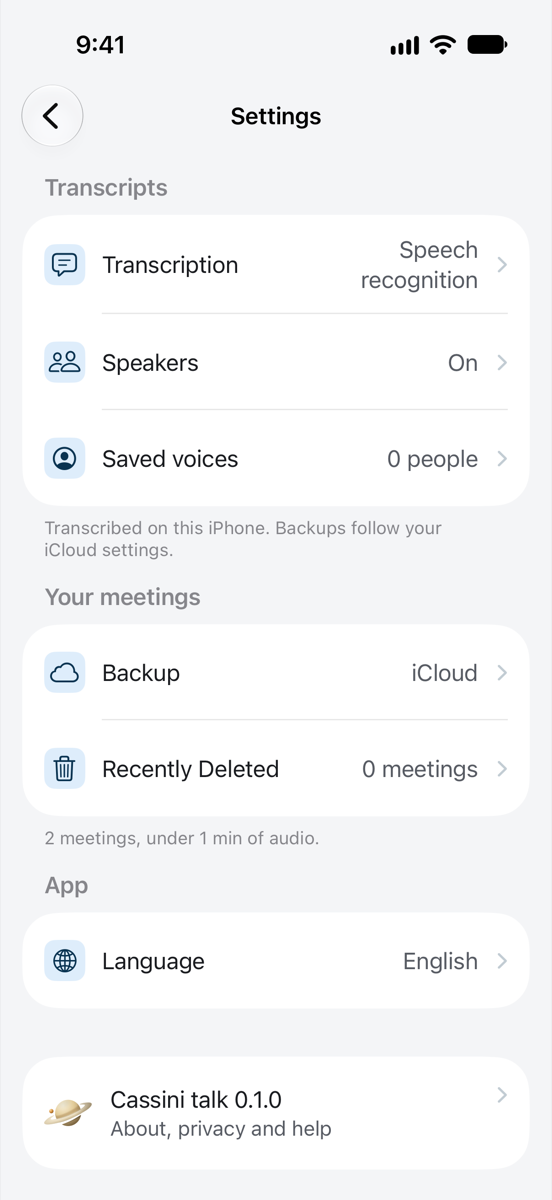 9:41
Settings
Transcripts
Transcription
Speech
recognition
Speakers
On
Saved voices
0 people
Transcribed on this iPhone. Backups follow your
iCloud settings.
Your meetings
Backup
iCloud
Recently Deleted
0 meetings
2 meetings, under 1 min of audio.
App
Language
English
Cassini talk 0.1.0
About, privacy and help